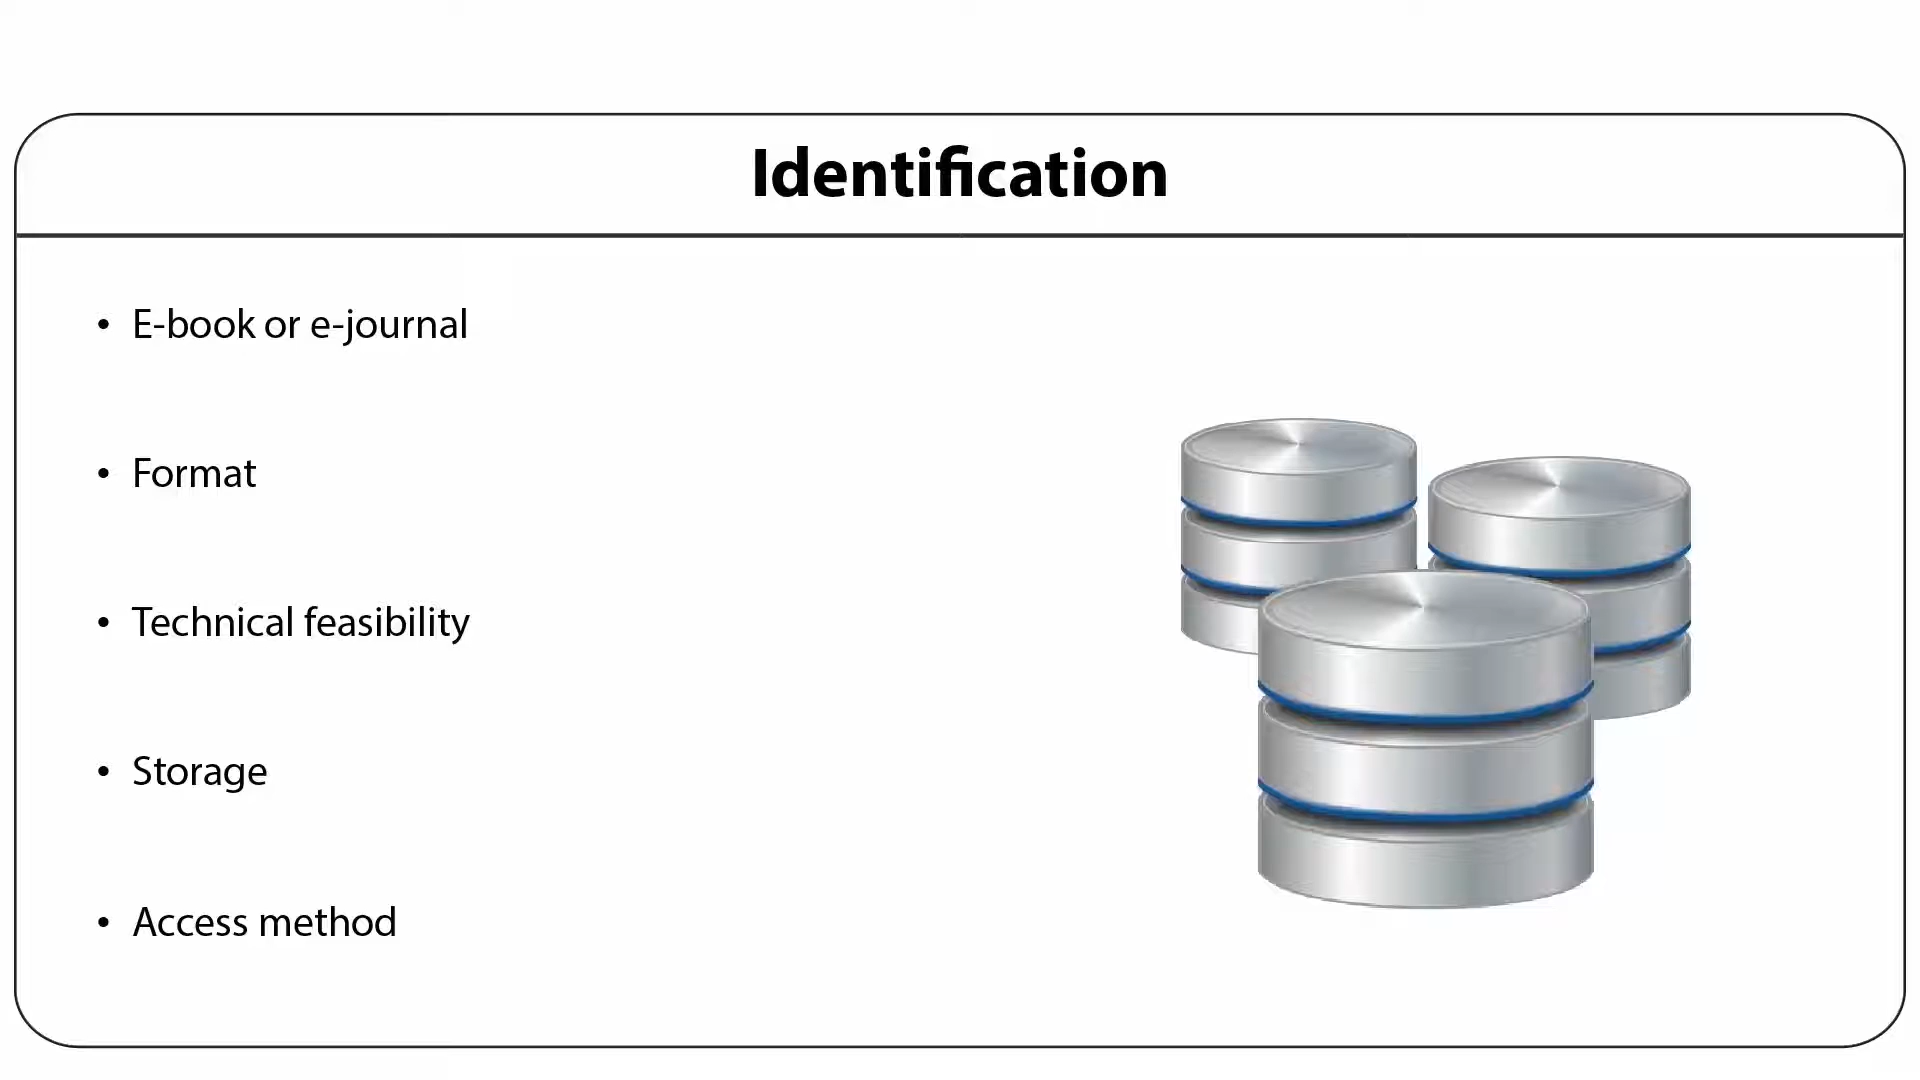 Identification
• E-book or e-journal
• Format
• Technical feasibility
• Storage
• Access method